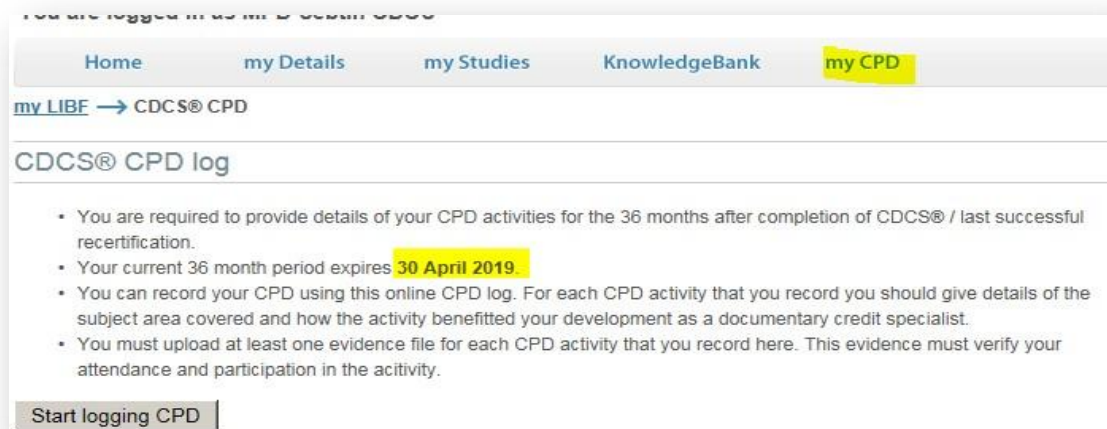 Home my Details my Studies KnowledgeBank my CPD
my LIBF → CDCS® CPD
CDCS® CPD log
• You are required to provide details of your CPD activities for the 36 months after completion of CDCS® / last successful
recertification.
• Your current 36 month period expires 30 April 2019.
• You can record your CPD using this online CPD log. For each CPD activity that you record you should give details of the
subject area covered and how the activity benefitted your development as a documentary credit specialist.
• You must upload at least one evidence file for each CPD activity that you record here. This evidence must verify your
attendance and participation in the acitivity.
Start logging CPD